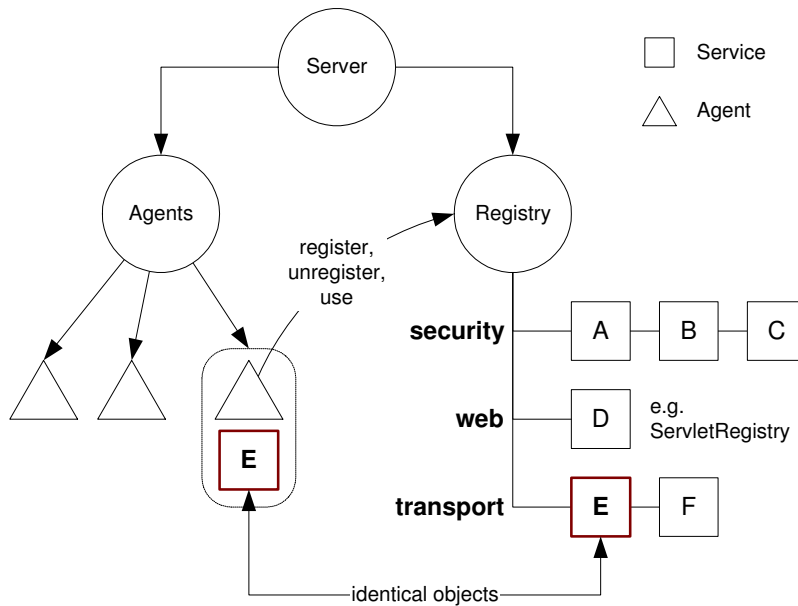 Server
Service
Agent
Agents
Registry
register,
unregister,
use
security
A
B
C
web
D
e.g.
ServletRegistry
E
transport
E
F
identical objects